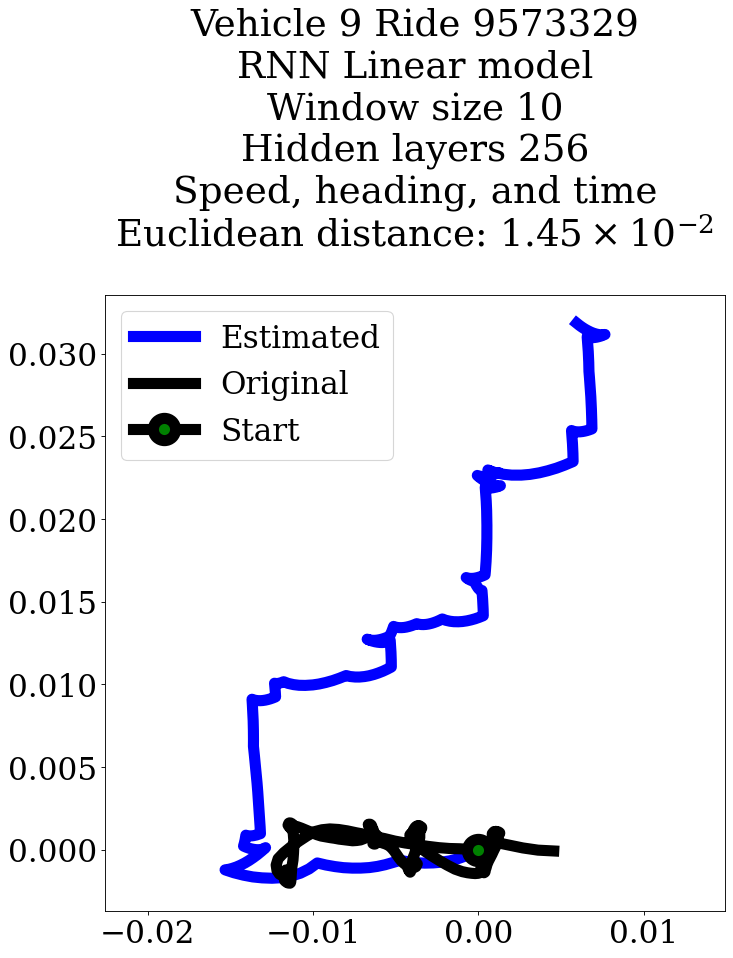 Vehicle 9 Ride 9573329
RNN Linear model
Window size 10
Hidden layers 256
Speed, heading, and time
Euclidean distance: 1.45 × 10⁻²
Estimated
Original
Start
0.030
0.025
0.020
0.015
0.010
0.005
0.000
−0.02 −0.01 0.00 0.01